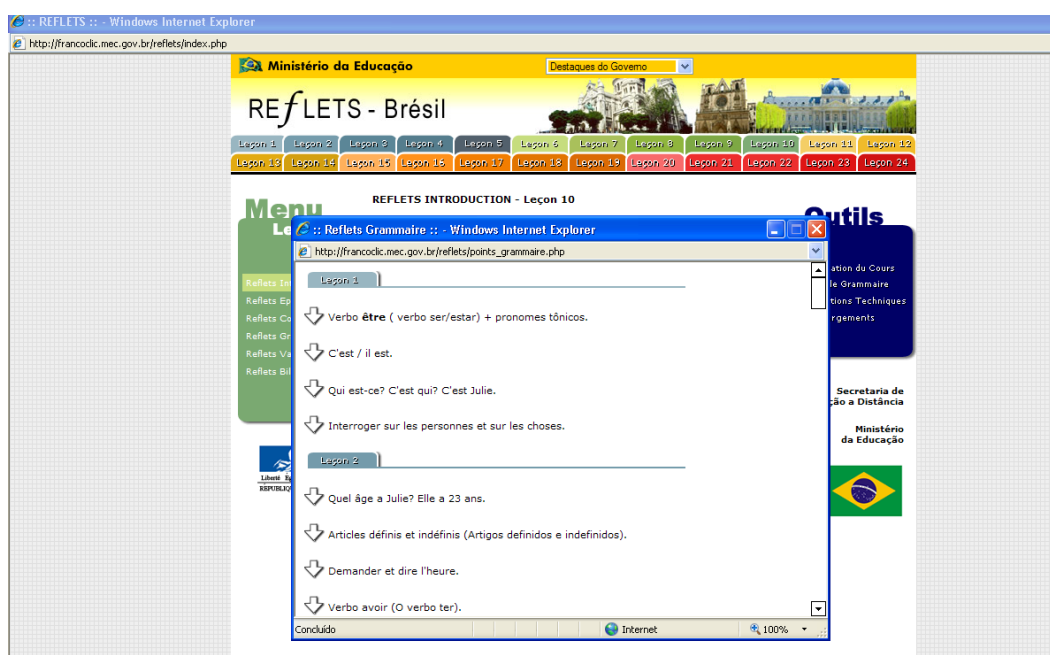 :: REFLETS :: - Windows Internet Explorer
http://francoclic.mec.gov.br/reflets/index.php
Ministério da Educação
Destaques do Governo
REfLETS - Brésil
Leçon 1 Leçon 2 Leçon 3 Leçon 4 Leçon 5 Leçon 6 Leçon 7 Leçon 8 Leçon 9 Leçon 10 Leçon 11 Leçon 12
Leçon 13 Leçon 14 Leçon 15 Leçon 16 Leçon 17 Leçon 18 Leçon 19 Leçon 20 Leçon 21 Leçon 22 Leçon 23 Leçon 24
REFLETS INTRODUCTION - Leçon 10
Menu
Le
Reflets In
Reflets Ep
Reflets Co
Reflets Gr
Reflets Va
Reflets Bil
:: Reflets Grammaire :: - Windows Internet Explorer
http://francoclic.mec.gov.br/reflets/points_grammaire.php
Leçon 1
Verbo être ( verbo ser/estar) + pronomes tônicos.
C'est / il est.
Qui est-ce? C'est qui? C'est Julie.
Interroger sur les personnes et sur les choses.
Leçon 2
Quel âge a Julie? Elle a 23 ans.
Articles définis et indéfinis (Artigos definidos e indefinidos).
Demander et dire l'heure.
Verbo avoir (O verbo ter).
Concluído
Internet
100%
Outils
ation du Cours
le Grammaire
tions Techniques
rgements
Secretaria de
ção a Distância
Ministério
da Educação